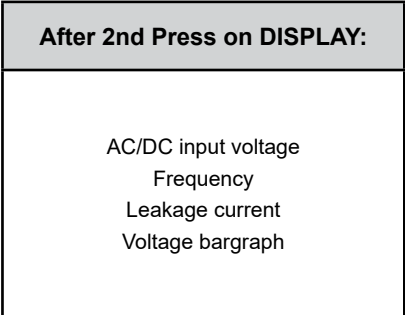 After 2nd Press on DISPLAY:
AC/DC input voltage
Frequency
Leakage current
Voltage bargraph